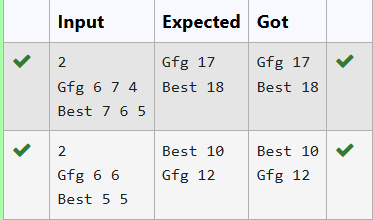 Input Expected Got
2 Gfg 17 Gfg 17
Gfg 6 7 4 Best 18 Best 18
Best 7 6 5
2 Best 10 Best 10
Gfg 6 6 Gfg 12 Gfg 12
Best 5 5